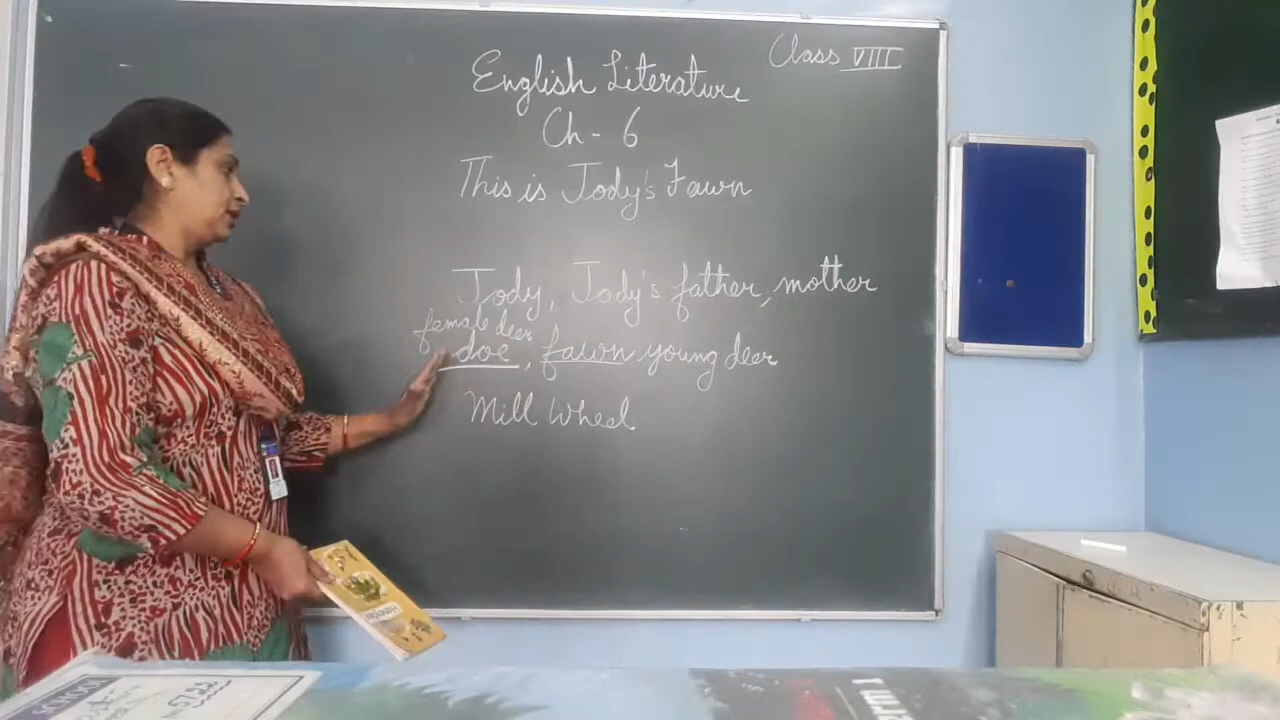 Class VIII
English Literature
Ch - 6
This is Jody's Fawn
Jody, Jody's father, mother
female deer
doe, fawn young deer
Mill Wheel
SCHOOL